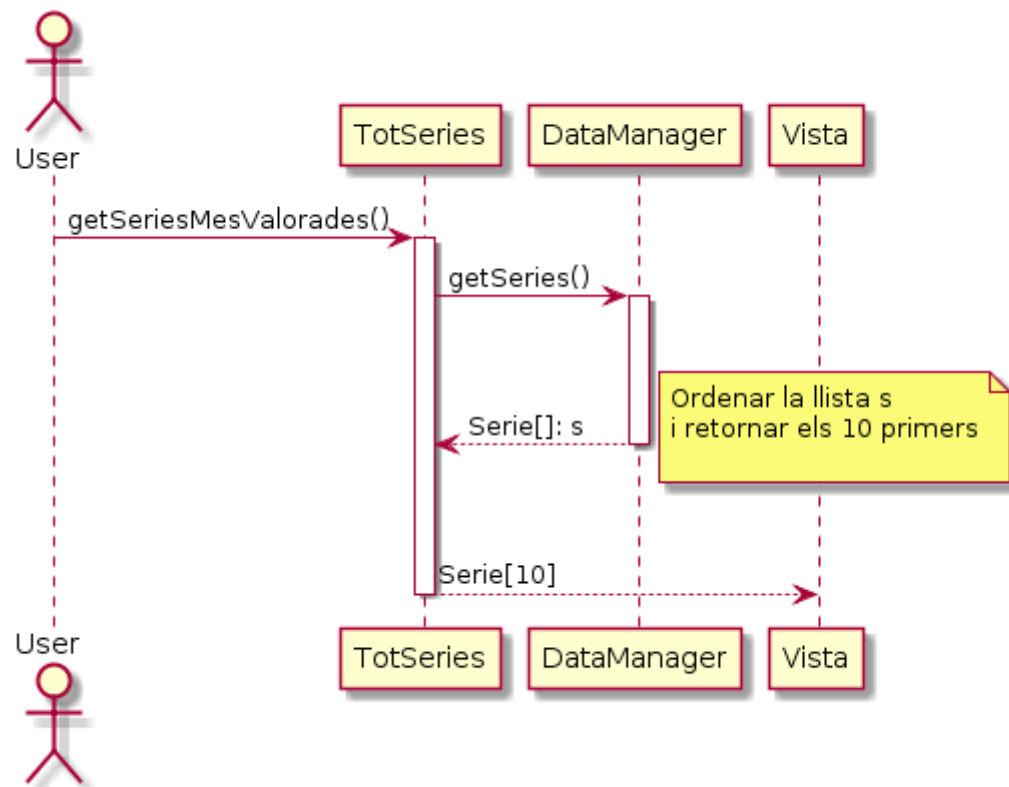 User
TotSeries
DataManager
Vista
getSeriesMesValorades()
getSeries()
Ordenar la llista s
i retornar els 10 primers
Serie[]: s
Serie[10]
User
TotSeries
DataManager
Vista